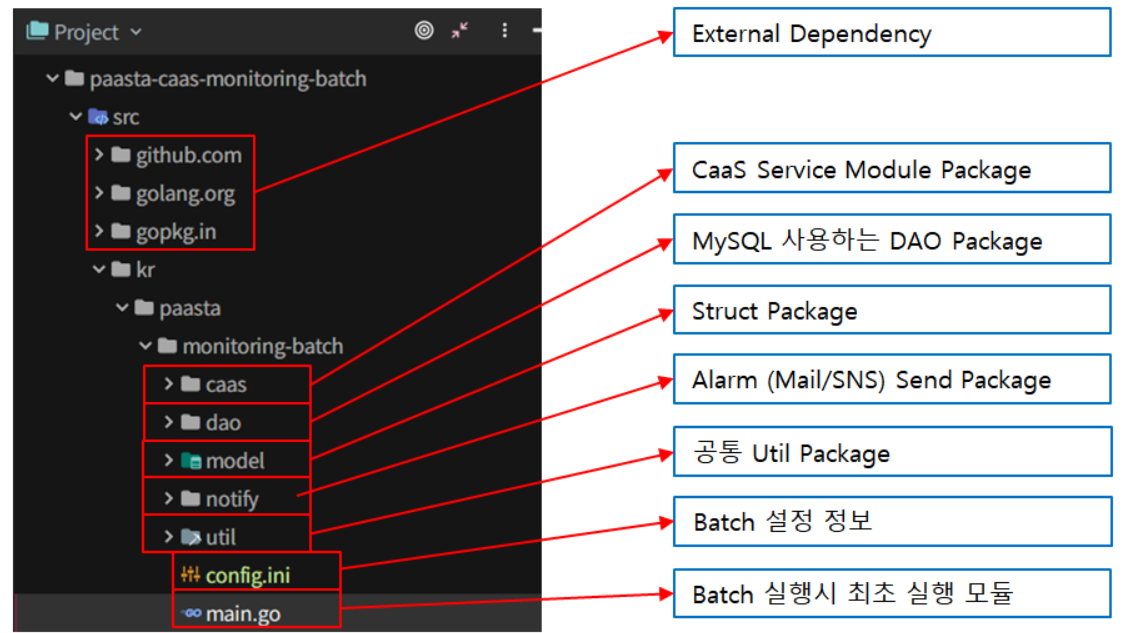 Project
paasta-caas-monitoring-batch
src
github.com
golang.org
gopkg.in
kr
paasta
monitoring-batch
caas
dao
model
notify
util
config.ini
main.go
External Dependency
CaaS Service Module Package
MySQL 사용하는 DAO Package
Struct Package
Alarm (Mail/SNS) Send Package
공통 Util Package
Batch 설정 정보
Batch 실행시 최초 실행 모듈